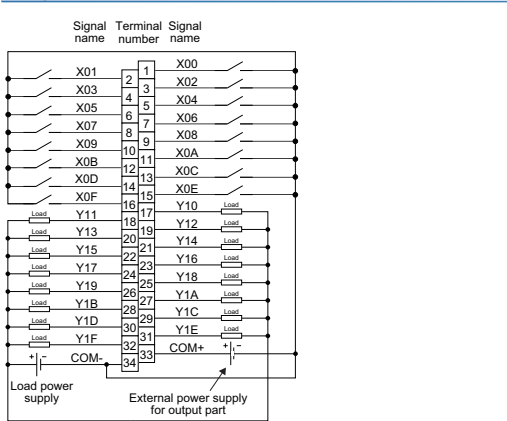 Signal name Terminal number Signal name
1 X00
X01 2
3 X02
X03 4
5 X04
X05 6
7 X06
X07 8
9 X08
X09 10
11 X0A
X0B 12
13 X0C
X0D 14
15 X0E
X0F 16
17 Y10 Load
Load Y11 18
19 Y12 Load
Load Y13 20
21 Y14 Load
Load Y15 22
23 Y16 Load
Load Y17 24
25 Y18 Load
Load Y19 26
27 Y1A Load
Load Y1B 28
29 Y1C Load
Load Y1D 30
31 Y1E Load
Load Y1F 32
33 COM+ + -
+ - COM- 34
Load power supply
External power supply for output part